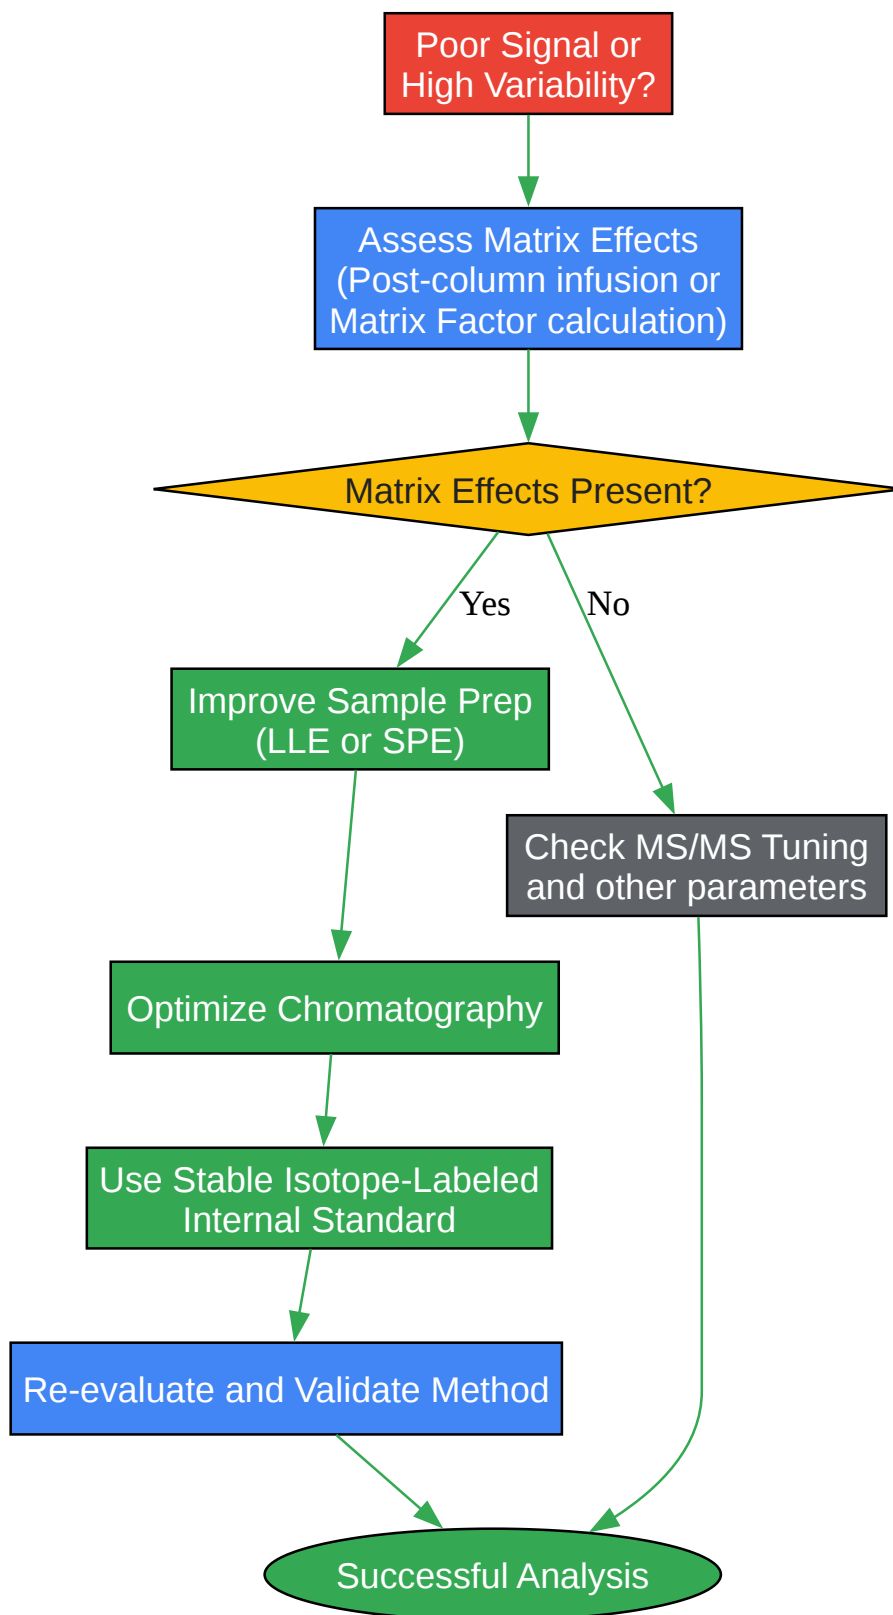 Poor Signal or
High Variability?
Assess Matrix Effects
(Post-column infusion or
Matrix Factor calculation)
Matrix Effects Present?
Yes
No
Improve Sample Prep
(LLE or SPE)
Check MS/MS Tuning
and other parameters
Optimize Chromatography
Use Stable Isotope-Labeled
Internal Standard
Re-evaluate and Validate Method
Successful Analysis